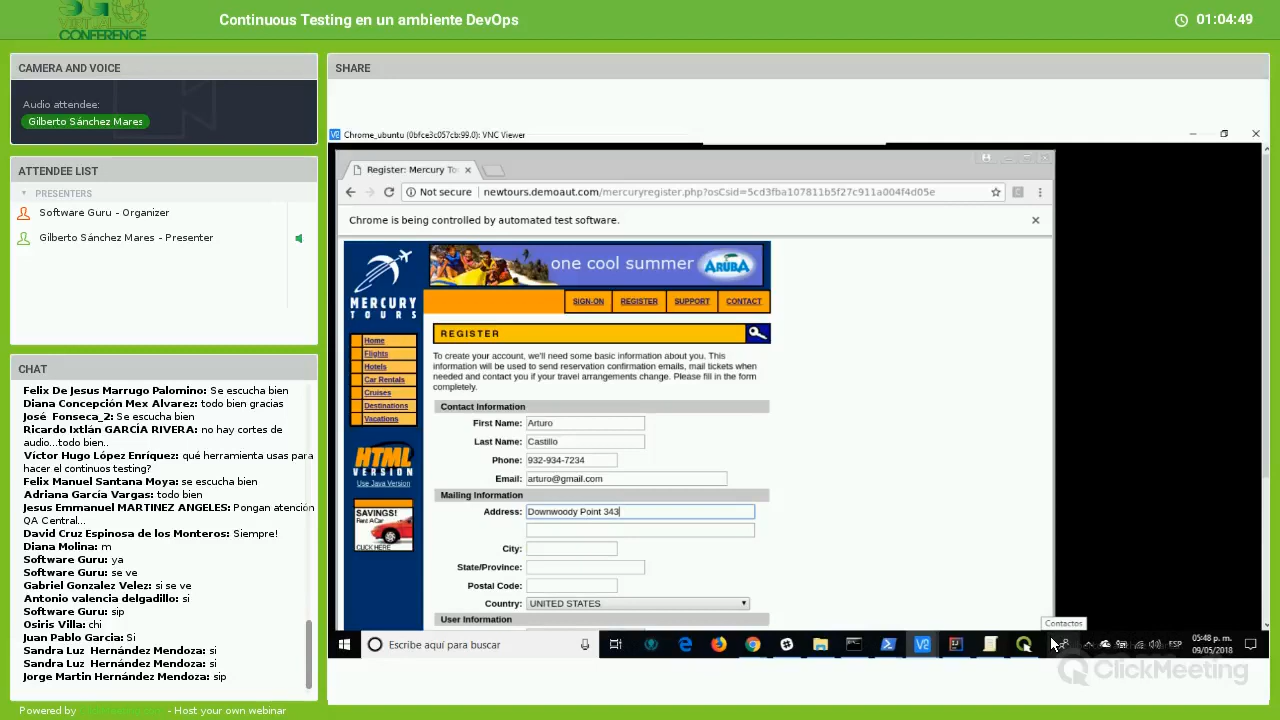 VIRTUAL
CONFERENCE
Continuous Testing en un ambiente DevOps
01:04:49
CAMERA AND VOICE
Audio attendee:
Gilberto Sánchez Mares
ATTENDEE LIST
PRESENTERS
Software Guru - Organizer
Gilberto Sánchez Mares - Presenter
CHAT
Felix De Jesus Marrugo Palomino: Se escucha bien
Diana Concepción Mex Alvarez: todo bien gracias
José Fonseca_2: Se escucha bien
Ricardo Ixtlán GARCÍA RIVERA: no hay cortes de
audio...todo bien..
Víctor Hugo López Enríquez: qué herramienta usas para
hacer el continuos testing?
Felix Manuel Santana Moya: se escucha bien
Adriana García Vargas: todo bien
Jesus Emmanuel MARTINEZ ANGELES: Pongan atención
QA Central...
David Cruz Espinosa de los Monteros: Siempre!
Diana Molina: m
Software Guru: ya
Software Guru: se ve
Gabriel Gonzalez Velez: si se ve
Antonio valencia delgadillo: si
Software Guru: sip
Osiris Villa: chi
Juan Pablo Garcia: Si
Sandra Luz Hernández Mendoza: si
Sandra Luz Hernández Mendoza: si
Jorge Martin Hernández Mendoza: sip
Powered by
- Host your own webinar
SHARE
Chrome_ubuntu (0bfce3c057cb:99.0): VNC Viewer
Register: Mercury To
Not secure
newtours.demoaut.com/mercuryregister.php?osCsid=5cd3fba107811b5f27c911a004f4d05e
Chrome is being controlled by automated test software.
MERCURY
TOURS
one cool summer
ARUBA
SIGN-ON
REGISTER
SUPPORT
CONTACT
Home
Flights
Hotels
Car Rentals
Cruises
Destinations
Vacations
HTML
VERSION
Use Java Version
SAVINGS!
Rent A Car
CLICK HERE
REGISTER
To create your account, we'll need some basic information about you. This
information will be used to send reservation confirmation emails, mail tickets when
needed and contact you if your travel arrangements change. Please fill in the form
completely.
Contact Information
First Name: Arturo
Last Name: Castillo
Phone: 932-934-7234
Email: arturo@gmail.com
Mailing Information
Address: Downwoody Point 343
City:
State/Province:
Postal Code:
Country: UNITED STATES
User Information
Contactos
Escribe aquí para buscar
ESP
05:48 p. m.
09/05/2018
ClickMeeting